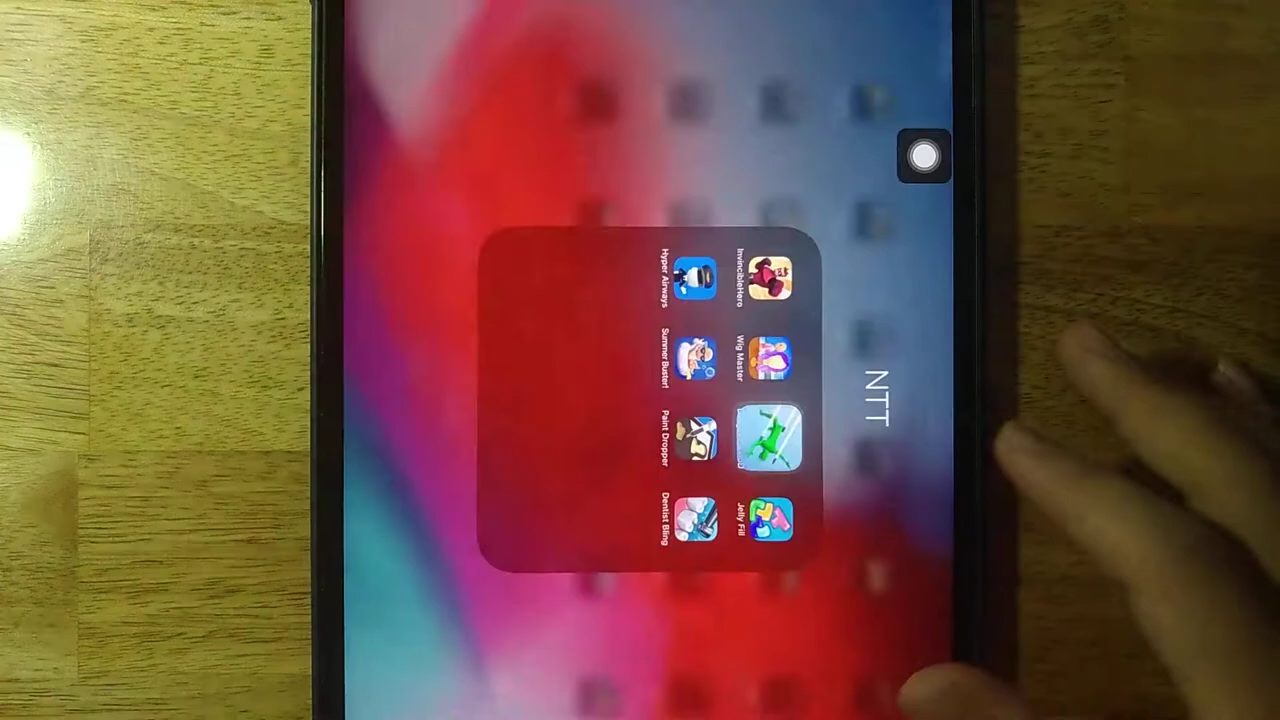 NTT
InvincibleHero
Wig Master
Jelly Fill
Hyper Airways
Summer Buster!
Paint Dropper
Dentist Bling